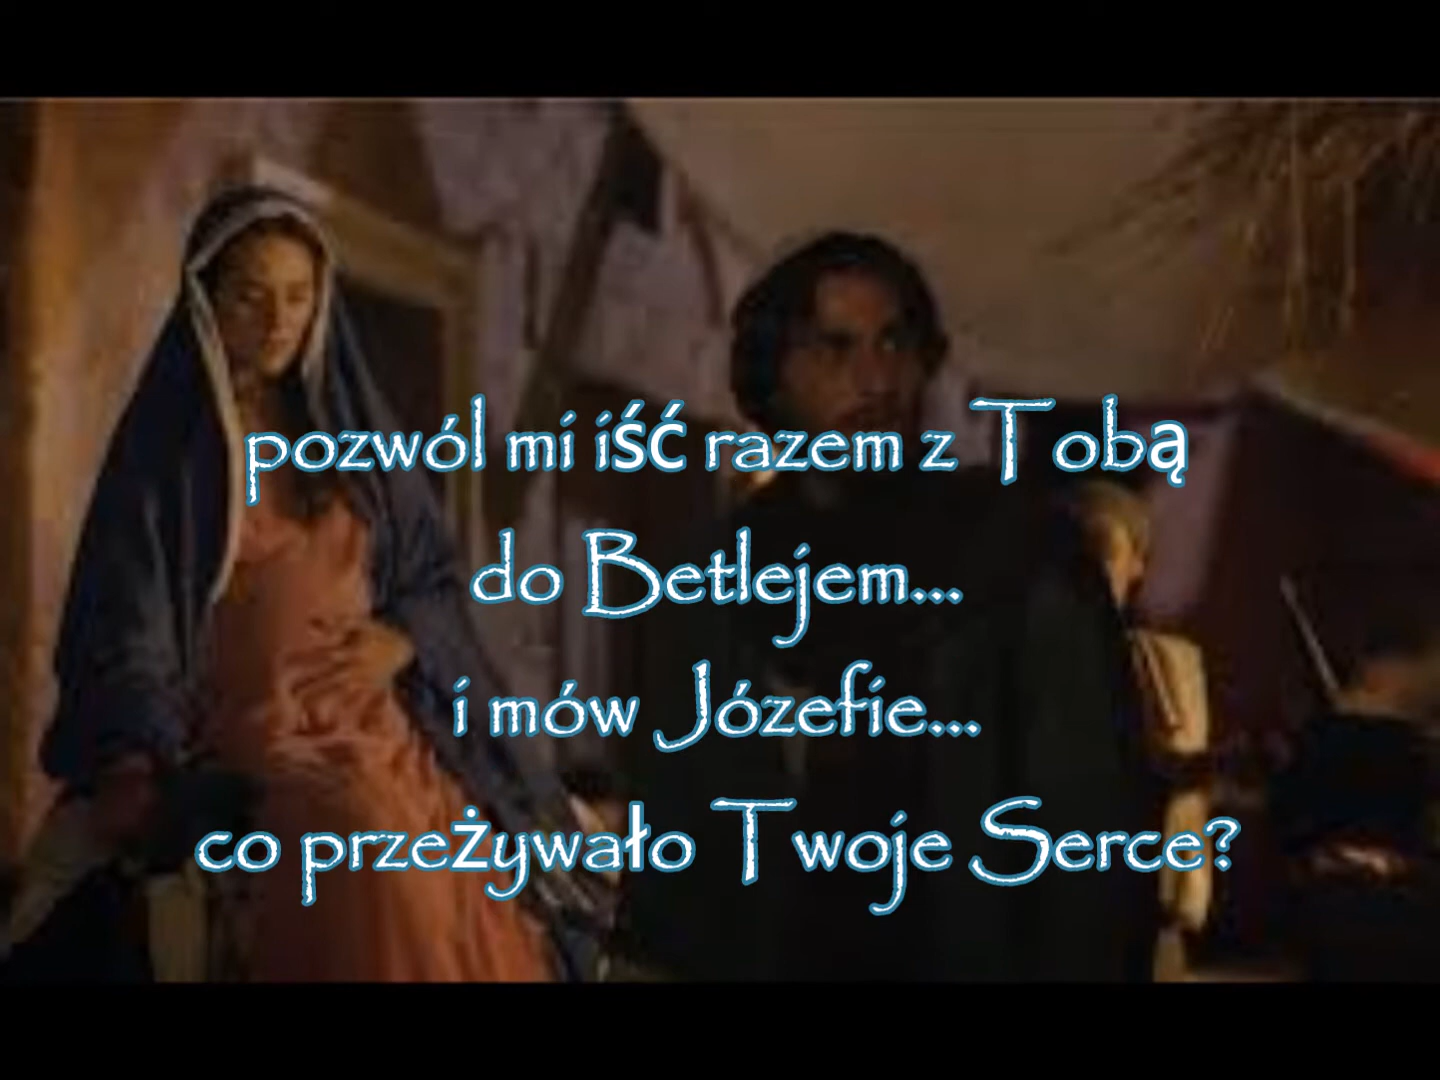 pozwól mi iść razem z Tobą
do Betlejem...
i mów Józefie...
co przeżywało Twoje Serce?